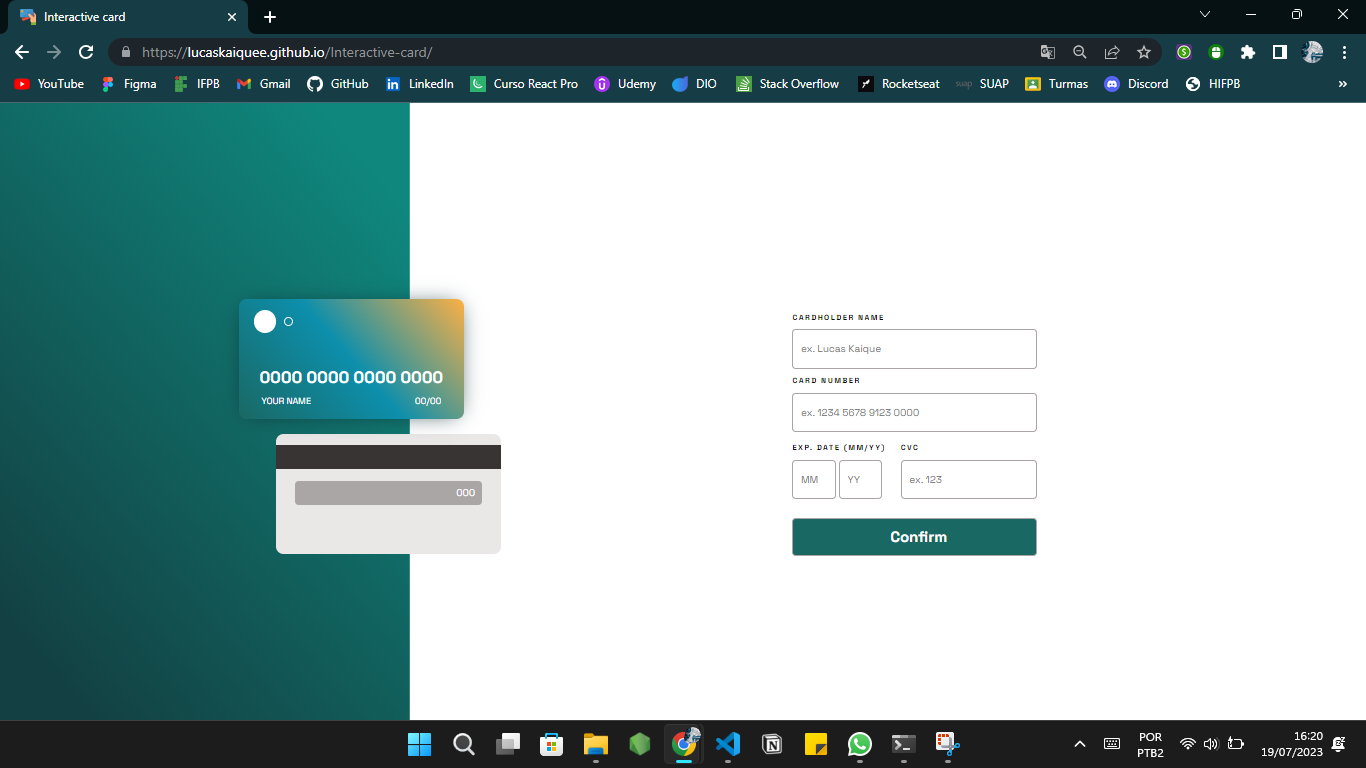 Interactive card
https://lucaskaiquee.github.io/Interactive-card/
YouTube Figma IFPB Gmail GitHub LinkedIn Curso React Pro Udemy DIO Stack Overflow Rocketseat suap SUAP Turmas Discord HIFPB »
0000 0000 0000 0000
YOUR NAME 00/00
000
CARDHOLDER NAME
ex. Lucas Kaique
CARD NUMBER
ex. 1234 5678 9123 0000
EXP. DATE (MM/YY) CVC
MM YY ex. 123
Confirm
POR
PTB2
16:20
19/07/2023